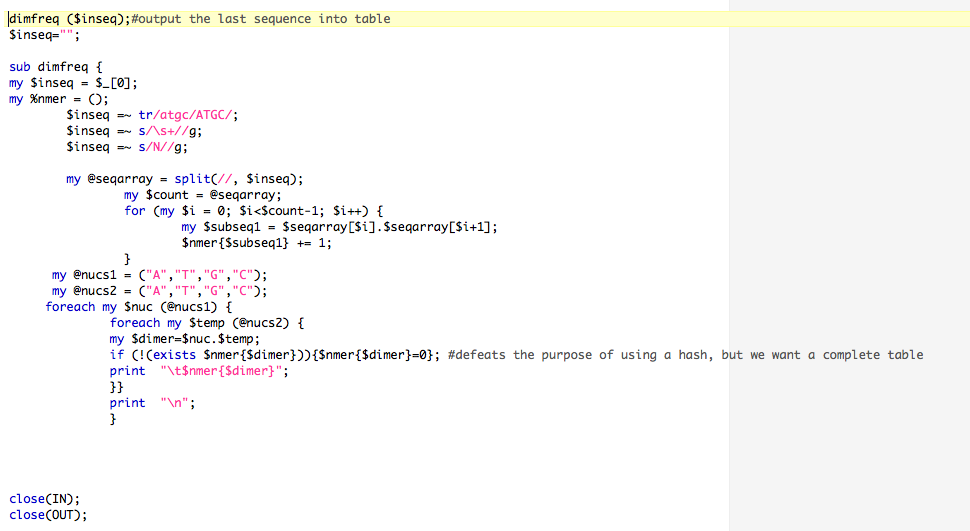 dimfreq ($inseq);#output the last sequence into table
$inseq="";
sub dimfreq {
my $inseq = $_[0];
my %nmer = ();
$inseq =~ tr/atgc/ATGC/;
$inseq =~ s/\s+//g;
$inseq =~ s/N//g;
my @seqarray = split(//, $inseq);
my $count = @seqarray;
for (my $i = 0; $i<$count-1; $i++) {
my $subseq1 = $seqarray[$i].$seqarray[$i+1];
$nmer{$subseq1} += 1;
}
my @nucs1 = ("A","T","G","C");
my @nucs2 = ("A","T","G","C");
foreach my $nuc (@nucs1) {
foreach my $temp (@nucs2) {
my $dimer=$nuc.$temp;
if (!(exists $nmer{$dimer})){$nmer{$dimer}=0}; #defeats the purpose of using a hash, but we want a complete table
print  "\t$nmer{$dimer}";
}}
print  "\n";
}
close(IN);
close(OUT);